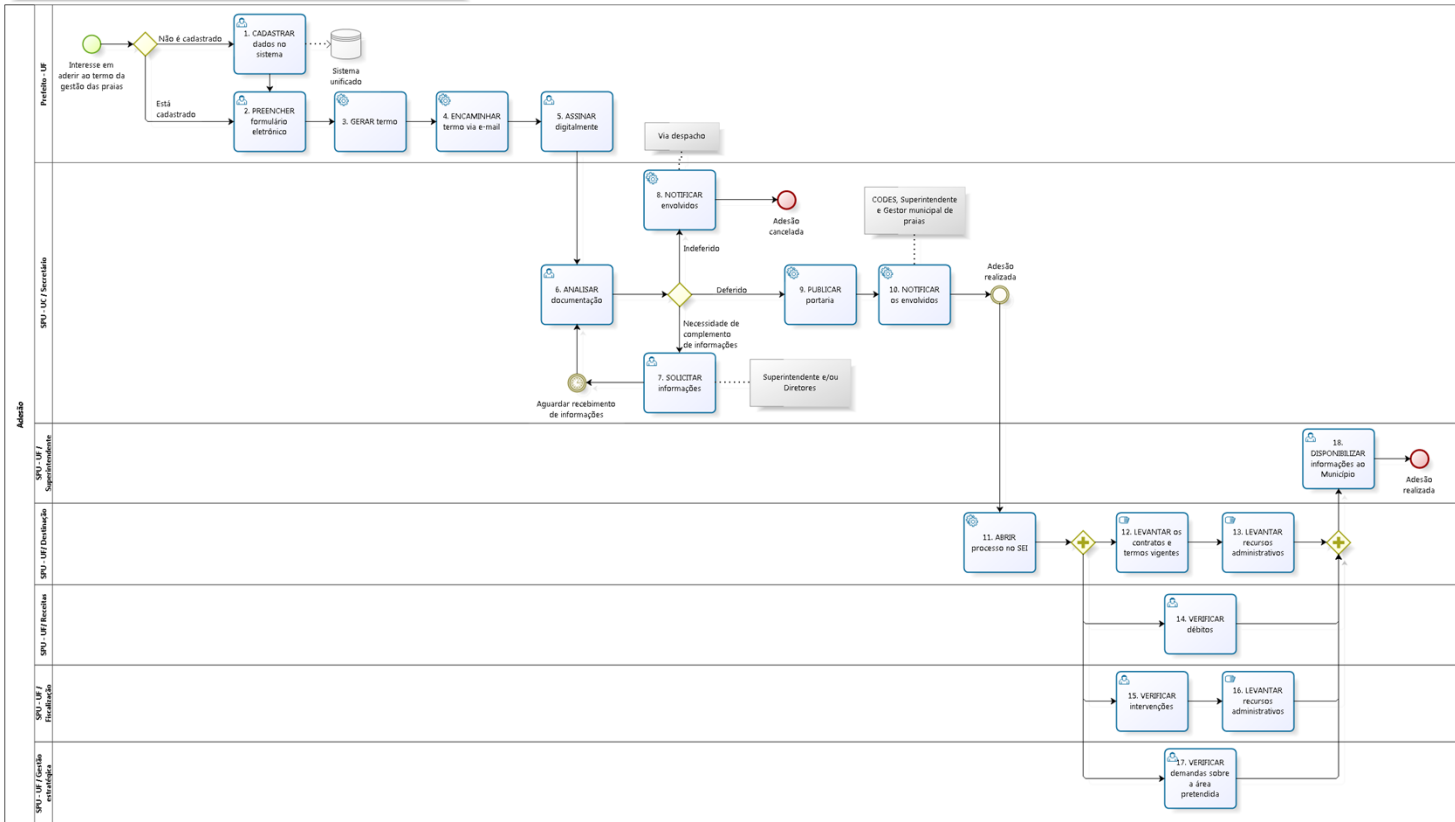 Adesão
Prefeito - UF
Interesse em
aderir ao termo da
gestão das praias
Não é cadastrado
Está
cadastrado
1. CADASTRAR
dados no
sistema
Sistema
unificado
2. PREENCHER
formulário
eletrônico
3. GERAR termo
4. ENCAMINHAR
termo via e-mail
5. ASSINAR
digitalmente
SPU - UC / Secretário
Via despacho
8. NOTIFICAR
envolvidos
Adesão
cancelada
Indeferido
6. ANALISAR
documentação
Deferido
9. PUBLICAR
portaria
CODES, Superintendente
e Gestor municipal de
praias
10. NOTIFICAR
os envolvidos
Adesão
realizada
Necessidade de
complemento
de informações
7. SOLICITAR
informações
Superintendente e/ou
Diretores
Aguardar recebimento
de informações
SPU - UF /
Superintendente
18.
DISPONIBILIZAR
informações ao
Município
Adesão
realizada
SPU - UF/ Destinação
11. ABRIR
processo no SEI
12. LEVANTAR os
contratos e
termos vigentes
13. LEVANTAR
recursos
administrativos
SPU - UF/ Receitas
14. VERIFICAR
débitos
SPU - UF /
Fiscalização
15. VERIFICAR
intervenções
16. LEVANTAR
recursos
administrativos
SPU - UF / Gestão
estratégica
17. VERIFICAR
demandas sobre
a área
pretendida